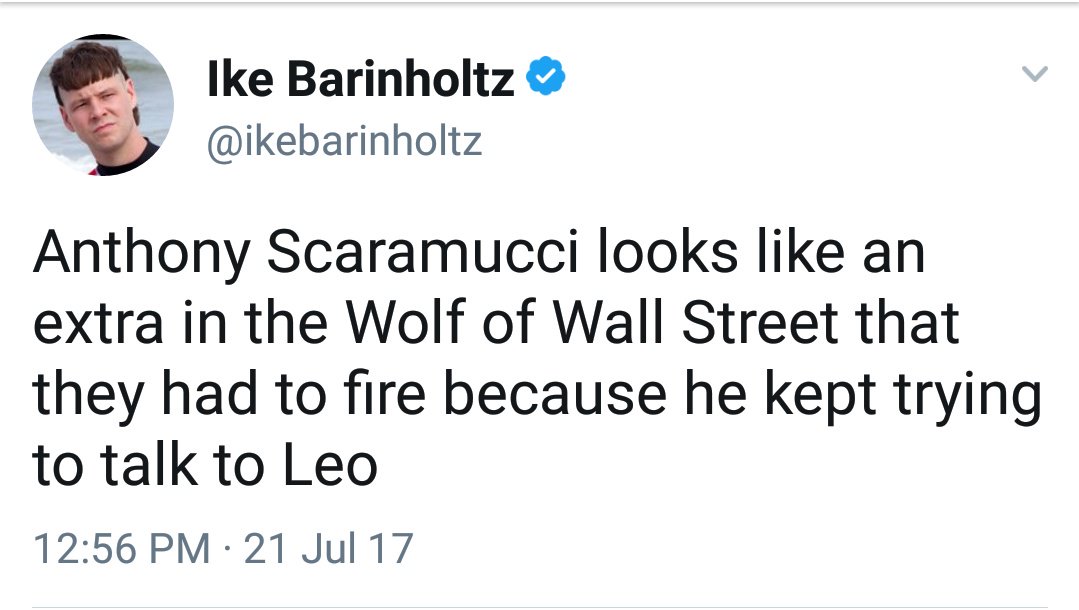 Ike Barinholtz
@ikebarinholtz
Anthony Scaramucci looks like an
extra in the Wolf of Wall Street that
they had to fire because he kept trying
to talk to Leo
12:56 PM · 21 Jul 17